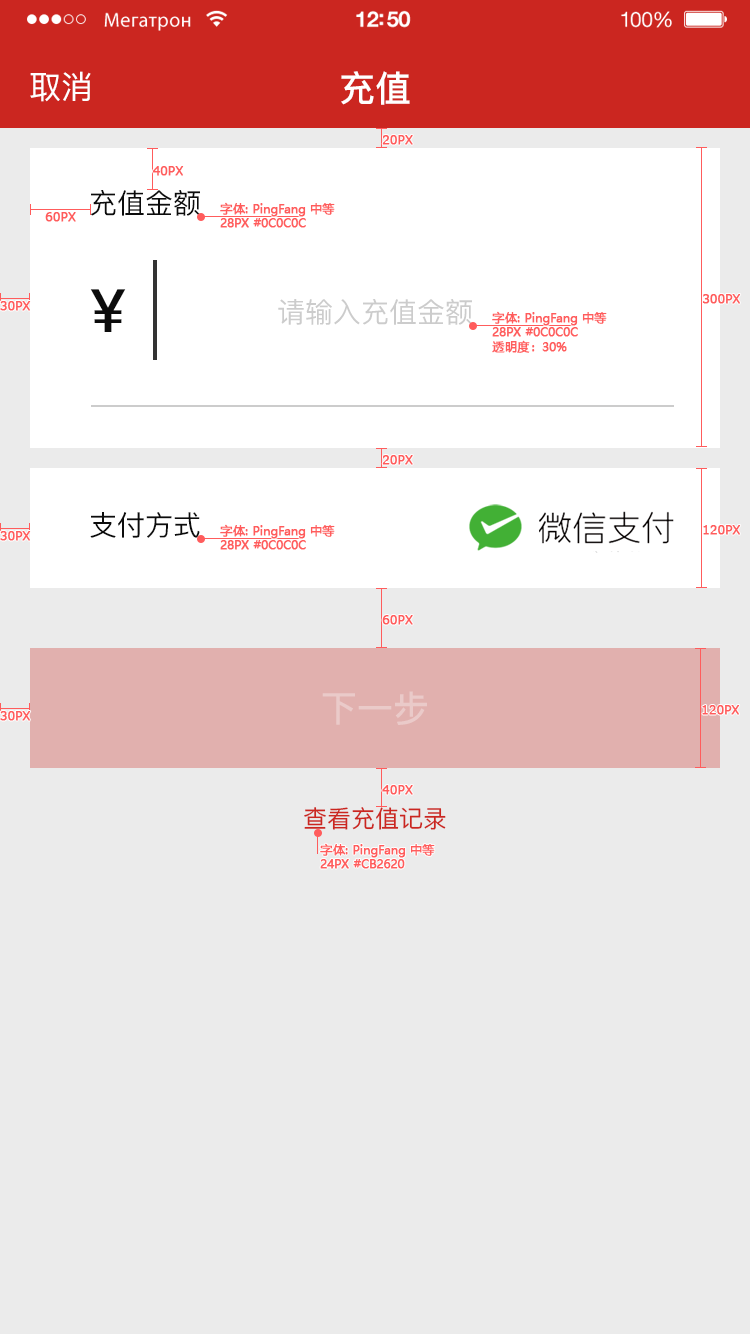 Мегатрон 12:50 100%
取消 充值
20PX
40PX
充值金额
60PX
字体: PingFang 中等
28PX #0C0C0C
30PX
300PX
¥
请输入充值金额
字体: PingFang 中等
28PX #0C0C0C
透明度: 30%
20PX
支付方式
字体: PingFang 中等
28PX #0C0C0C
30PX
微信支付
120PX
60PX
下一步
30PX
120PX
40PX
查看充值记录
字体: PingFang 中等
24PX #CB2620